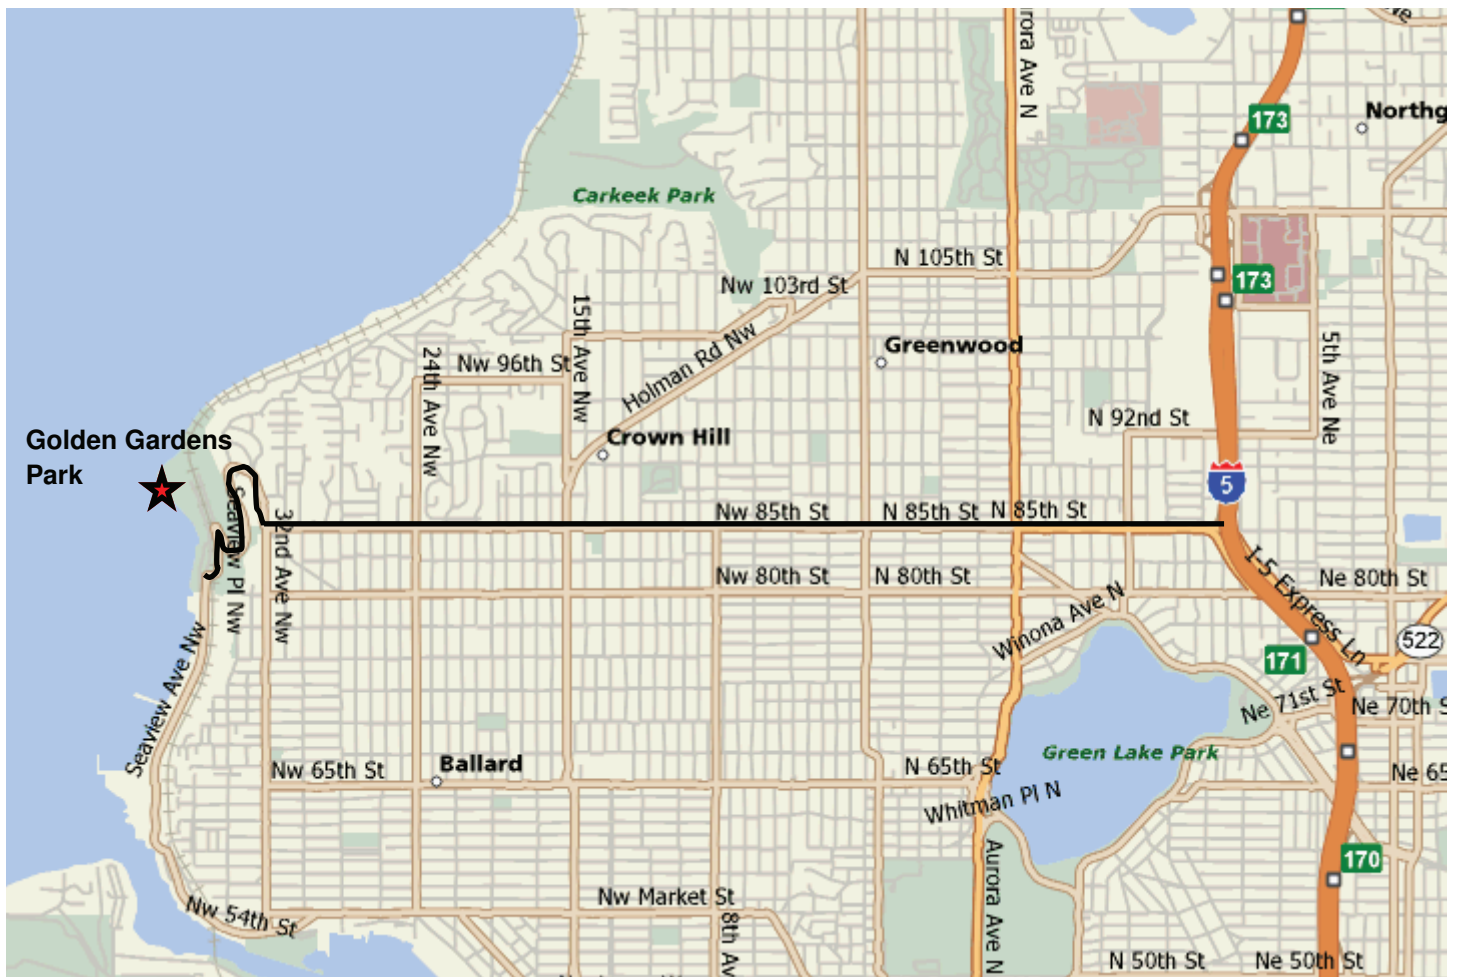 rora Ave N
173
Northg
Carkeek Park
N 105th St
173
Nw 103rd St
15th Ave Nw
Holman Rd Nw
Greenwood
5th Ave Ne
24th Ave Nw
Nw 96th St
N 92nd St
Crown Hill
Golden Gardens
Park
5
Nw 85th St
N 85th St
N 85th St
32nd Ave Nw
Seaview Pl Nw
I-5 Express Ln
Nw 80th St
N 80th St
Ne 80th St
Winona Ave N
522
171
Seaview Ave Nw
Ne 71st St
Ne 70th S
Green Lake Park
Nw 65th St
Ballard
N 65th St
Ne 65
Whitman Pl N
170
Aurora Ave N
Nw Market St
Nw 54th St
8th Av
N 50th St
Ne 50th St